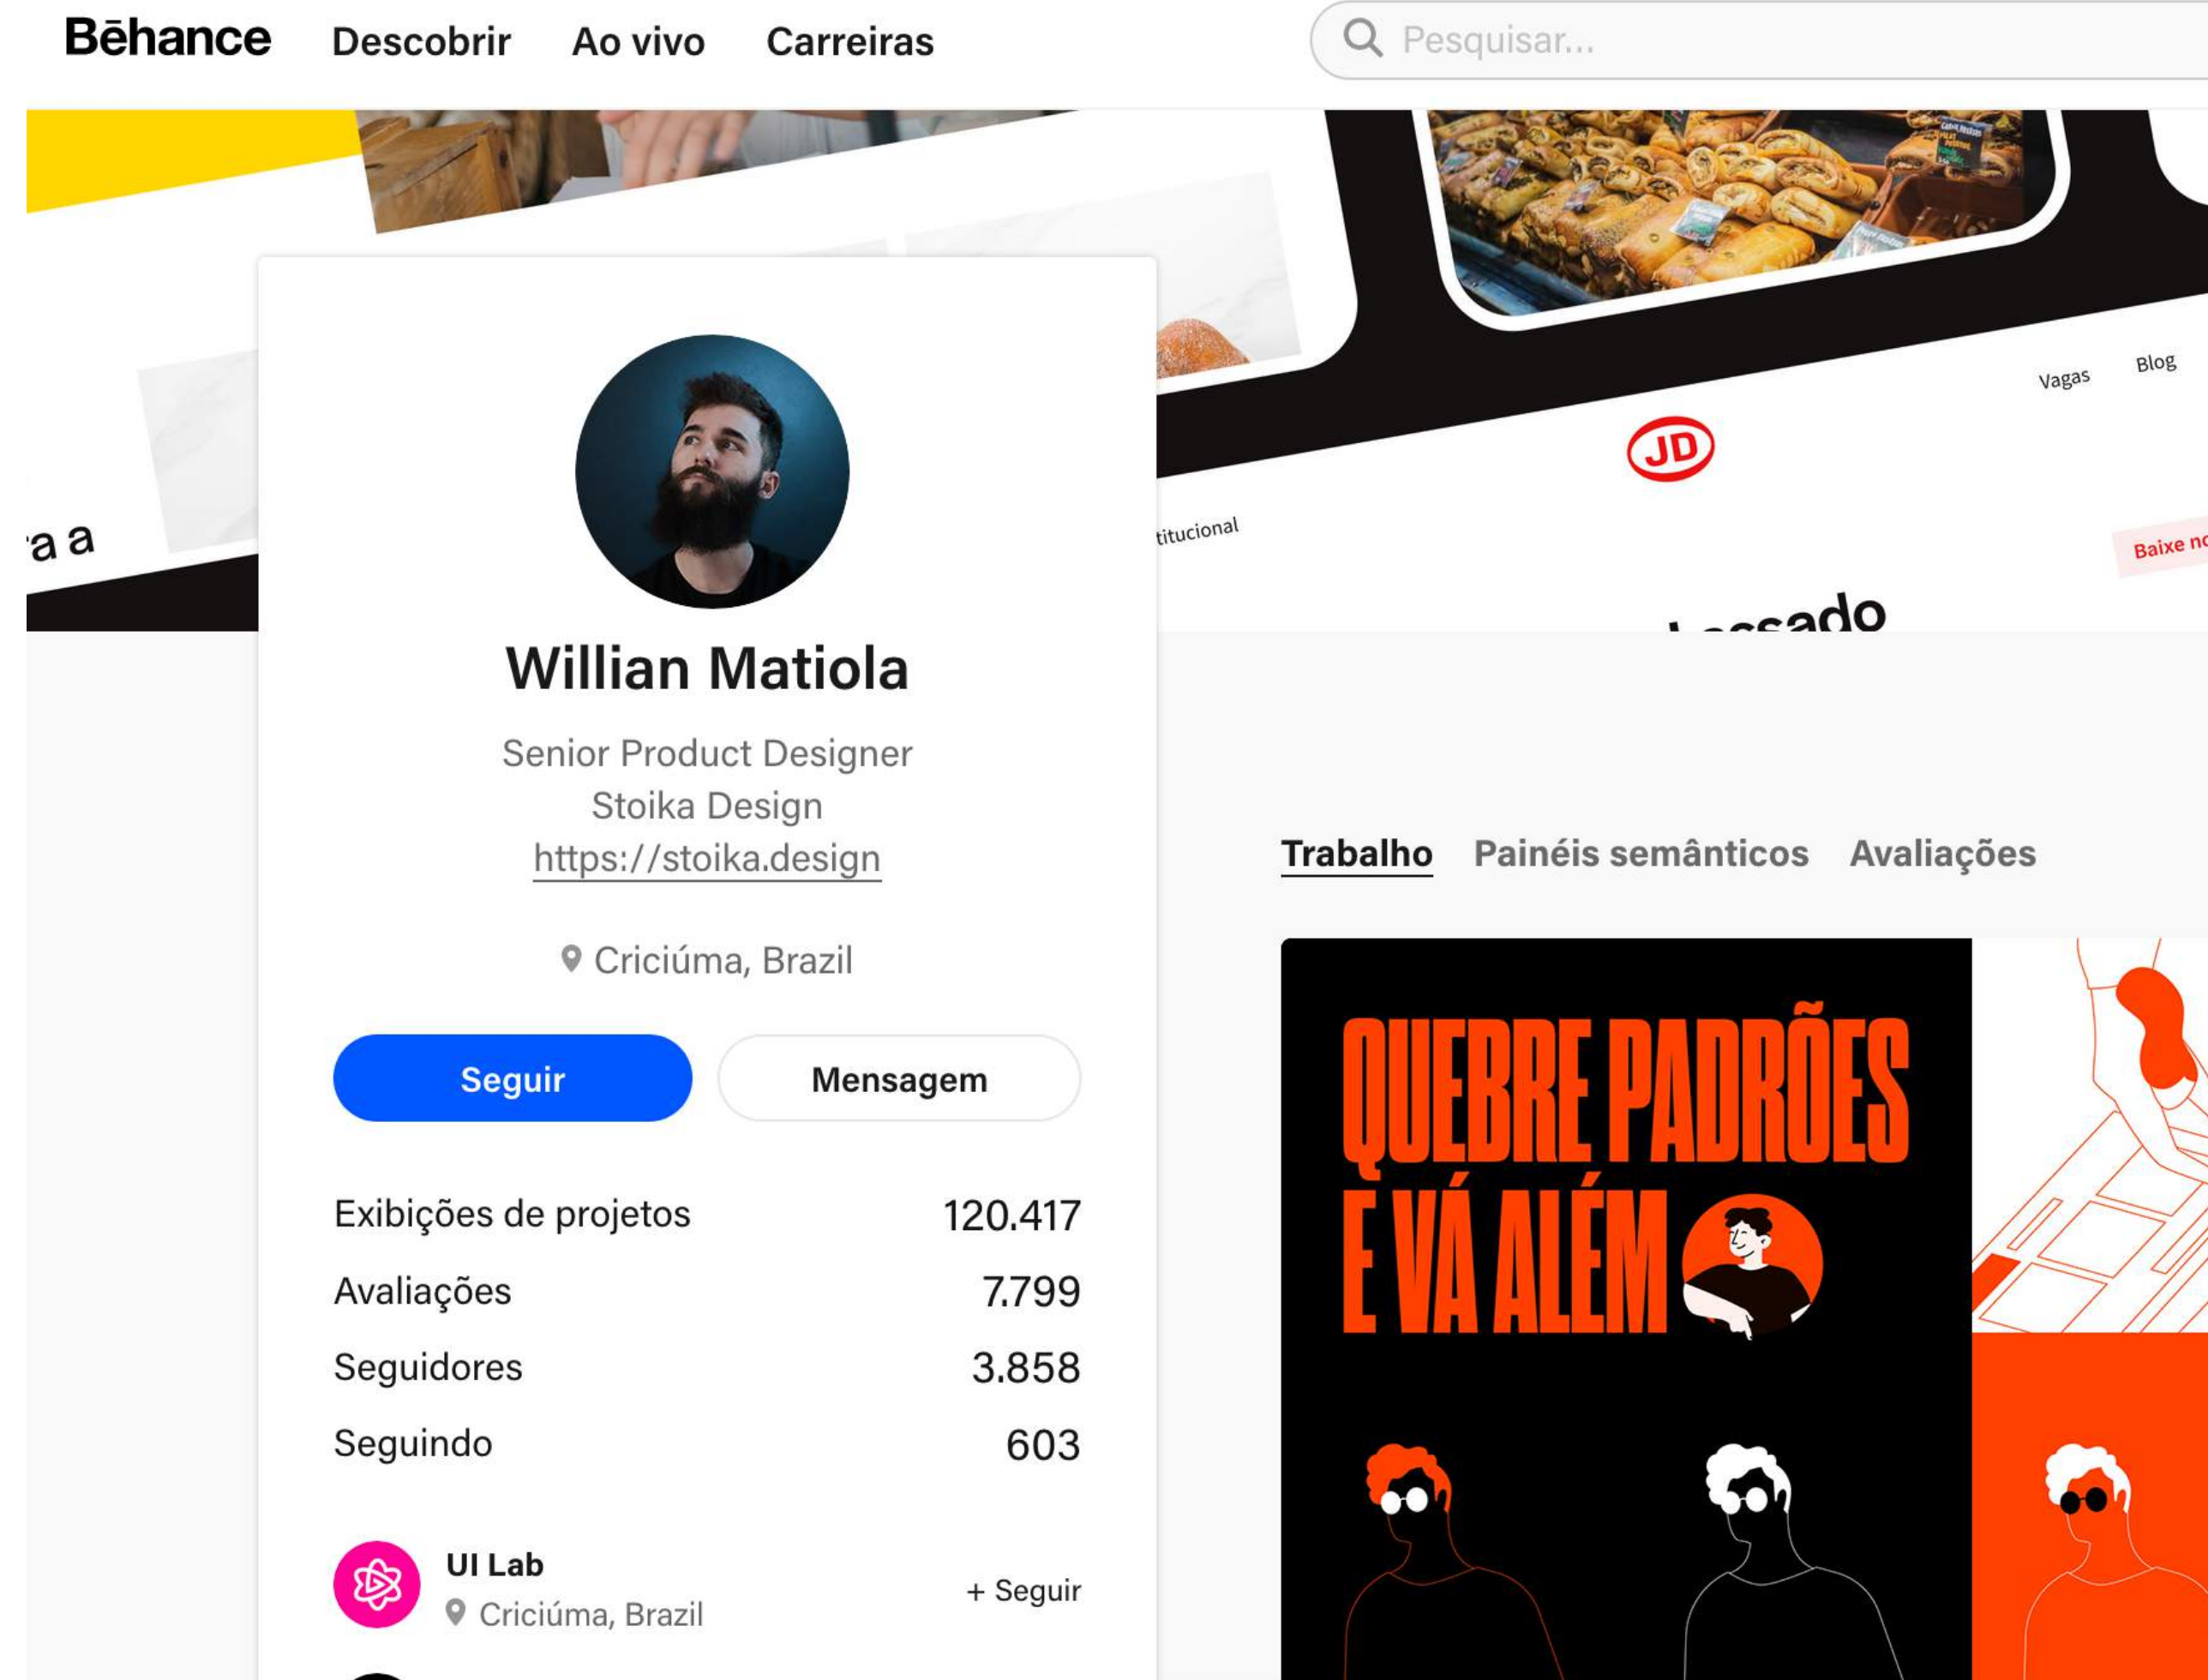 Bēhance Descobrir Ao vivo Carreiras
Pesquisar...
Vagas Blog
JD
titucional
Baixe no
a a
Willian Matiola
Senior Product Designer
Stoika Design
https://stoika.design
Criciúma, Brazil
Seguir Mensagem
Exibições de projetos 120.417
Avaliações 7.799
Seguidores 3.858
Seguindo 603
UI Lab
Criciúma, Brazil
+ Seguir
Trabalho Painéis semânticos Avaliações
QUEBRE PADRÕES
E VÁ ALÉM